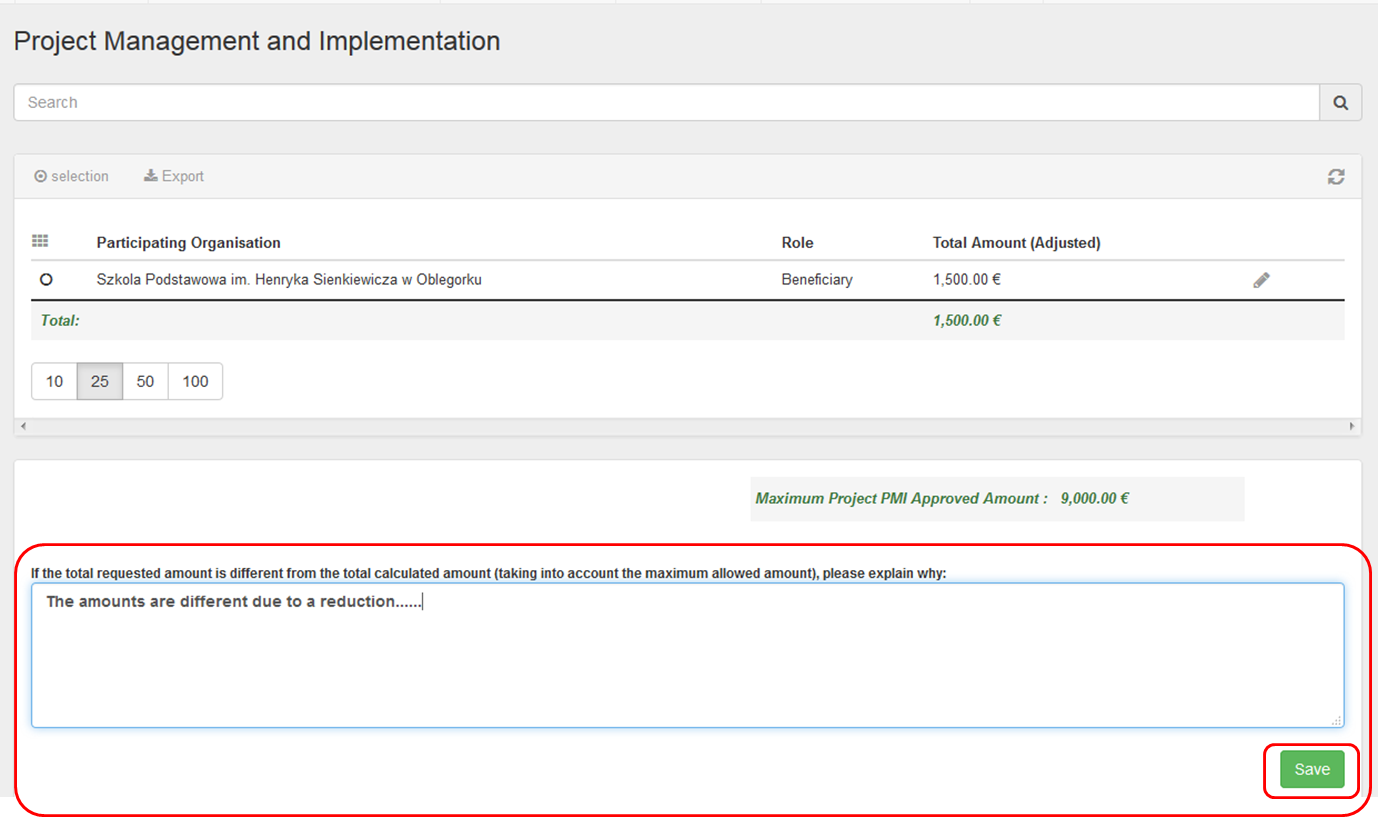 Project Management and Implementation
Search
selection Export
Participating Organisation Role Total Amount (Adjusted)
Szkola Podstawowa im. Henryka Sienkiewicza w Oblegorku Beneficiary 1,500.00 €
Total: 1,500.00 €
10 25 50 100
Maximum Project PMI Approved Amount : 9,000.00 €
If the total requested amount is different from the total calculated amount (taking into account the maximum allowed amount), please explain why:
The amounts are different due to a reduction......
Save